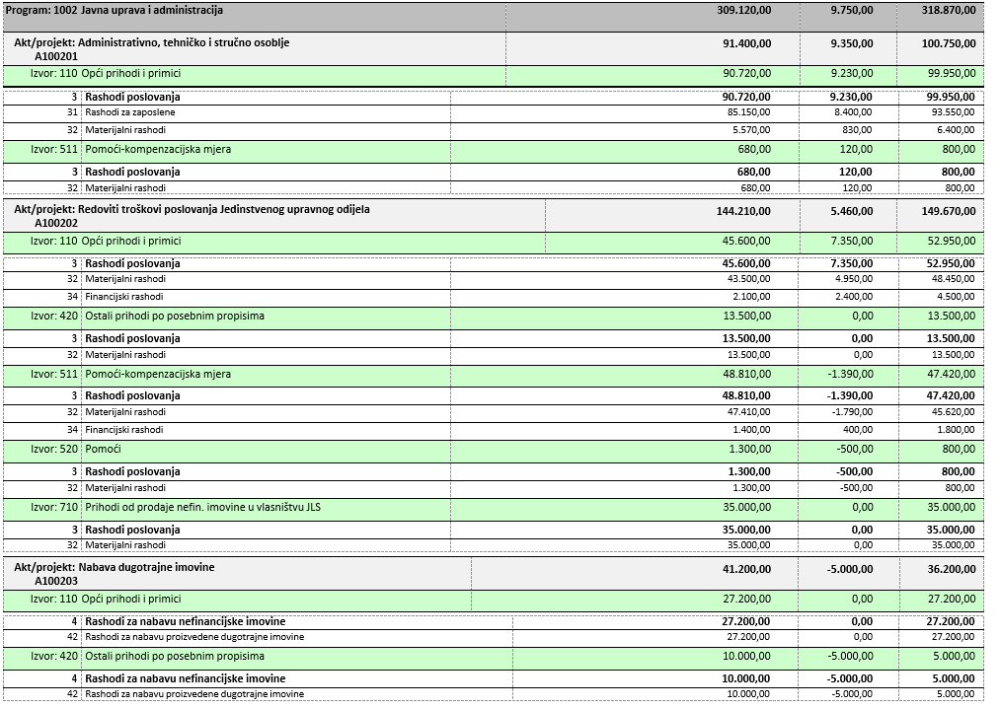 Program: 1002 Javna uprava i administracija 309.120,00 9.750,00 318.870,00
Akt/projekt: Administrativno, tehničko i stručno osoblje 91.400,00 9.350,00 100.750,00
A100201
Izvor: 110 Opći prihodi i primici 90.720,00 9.230,00 99.950,00
3 Rashodi poslovanja 90.720,00 9.230,00 99.950,00
31 Rashodi za zaposlene 85.150,00 8.400,00 93.550,00
32 Materijalni rashodi 5.570,00 830,00 6.400,00
Izvor: 511 Pomoći-kompenzacijska mjera 680,00 120,00 800,00
3 Rashodi poslovanja 680,00 120,00 800,00
32 Materijalni rashodi 680,00 120,00 800,00
Akt/projekt: Redoviti troškovi poslovanja Jedinstvenog upravnog odijela 144.210,00 5.460,00 149.670,00
A100202
Izvor: 110 Opći prihodi i primici 45.600,00 7.350,00 52.950,00
3 Rashodi poslovanja 45.600,00 7.350,00 52.950,00
32 Materijalni rashodi 43.500,00 4.950,00 48.450,00
34 Financijski rashodi 2.100,00 2.400,00 4.500,00
Izvor: 420 Ostali prihodi po posebnim propisima 13.500,00 0,00 13.500,00
3 Rashodi poslovanja 13.500,00 0,00 13.500,00
32 Materijalni rashodi 13.500,00 0,00 13.500,00
Izvor: 511 Pomoći-kompenzacijska mjera 48.810,00 -1.390,00 47.420,00
3 Rashodi poslovanja 48.810,00 -1.390,00 47.420,00
32 Materijalni rashodi 47.410,00 -1.790,00 45.620,00
34 Financijski rashodi 1.400,00 400,00 1.800,00
Izvor: 520 Pomoći 1.300,00 -500,00 800,00
3 Rashodi poslovanja 1.300,00 -500,00 800,00
32 Materijalni rashodi 1.300,00 -500,00 800,00
Izvor: 710 Prihodi od prodaje nefin. imovine u vlasništvu JLS 35.000,00 0,00 35.000,00
3 Rashodi poslovanja 35.000,00 0,00 35.000,00
32 Materijalni rashodi 35.000,00 0,00 35.000,00
Akt/projekt: Nabava dugotrajne imovine 41.200,00 -5.000,00 36.200,00
A100203
Izvor: 110 Opći prihodi i primici 27.200,00 0,00 27.200,00
4 Rashodi za nabavu nefinancijske imovine 27.200,00 0,00 27.200,00
42 Rashodi za nabavu proizvedene dugotrajne imovine 27.200,00 0,00 27.200,00
Izvor: 420 Ostali prihodi po posebnim propisima 10.000,00 -5.000,00 5.000,00
4 Rashodi za nabavu nefinancijske imovine 10.000,00 -5.000,00 5.000,00
42 Rashodi za nabavu proizvedene dugotrajne imovine 10.000,00 -5.000,00 5.000,00